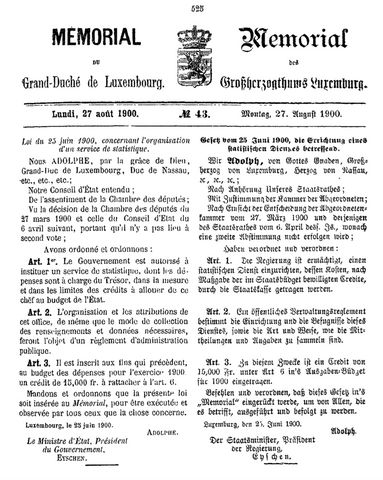 525
MÉMORIAL
DU
Grand-Duché de Luxembourg.
Memorial
des
Großherzogthums Luxemburg.
Lundi, 27 août 1900.
№ 43.
Montag, 27. August 1900.
Loi du 25 juin 1900, concernant l'organisation
d'un service de statistique.
Nous ADOLPHE, par la grâce de Dieu,
Grand-Duc de Luxembourg, Duc de Nassau,
etc., etc., etc.;
Notre Conseil d'État entendu;
De l'assentiment de la Chambre des députés;
Vu la décision de la Chambre des députés du
27 mars 1900 et celle du Conseil d'État du
6 avril suivant, portant qu'il n'y a pas lieu à
second vote;
Avons ordonné et ordonnons:
Art. 1er. Le Gouvernement est autorisé à
instituer un service de statistique, dont les dé-
penses sont à charge du Trésor, dans la mesure
et dans les limites des crédits à allouer de ce
chef au budget de l'État.
Art. 2. L'organisation et les attributions de
cet office, de même que le mode de collection
des renseignements et données nécessaires,
feront l'objet d'un règlement d'administration
publique.
Art. 3. Il est inscrit aux fins qui précèdent,
au budget des dépenses pour l'exercice 1900
un crédit de 15,000 fr. à rattacher à l'art. 6.
Mandons et ordonnons que la présente loi
soit insérée au Mémorial, pour être exécutée et
observée par tous ceux que la chose concerne.
Luxembourg, le 25 juin 1900.
ADOLPHE.
Le Ministre d'État, Président
du Gouvernement,
EYSCHEN.
Gesetz vom 25 Juni 1900, die Errichtung eines
statistischen Dienstes betreffend.
Wir Adolph, von Gottes Gnaden, Groß-
herzog von Luxemburg, Herzog von Nassau,
ꝛc., ꝛc., ꝛc.;
Nach Anhörung Unseres Staatsrathes;
Mit Zustimmung der Kammer der Abgeordneten;
Nach Einsicht der Entscheidung der Abgeordneten-
kammer vom 27. März 1900 und derjenigen
des Staatsrathes vom 6. April desf. Js., wonach
eine zweite Abstimmung nicht erfolgen wird;
Haben verordnet und verordnen:
Art. 1. Die Regierung ist ermächtigt, einen
statistischen Dienst einzurichten, dessen Kosten, nach
Maßgabe der im Staatsbüdget bewilligten Credite,
durch die Staatskasse getragen werden.
Art. 2. Ein öffentliches Verwaltungsreglement
bestimmt die Einrichtung und die Befugnisse dieses
Dienstes, sowie die Art und Weise, wie die Mit-
theilungen und Angaben zu sammeln sind.
Art. 3. Zu diesem Zwecke ist ein Credit von
15,000 Fr. unter Art 6 in's Ausgaben-Büdget
für 1900 eingetragen.
Befehlen und verordnen, daß dieses Gesetz in's
„Memorial" eingerückt werde, um von Allen, die
es betrifft, ausgeführt und befolgt zu werden.
Luxemburg, den 25. Juni 1900.
Adolph.
Der Staatsminister, Präsident
der Regierung,
Eyschen.